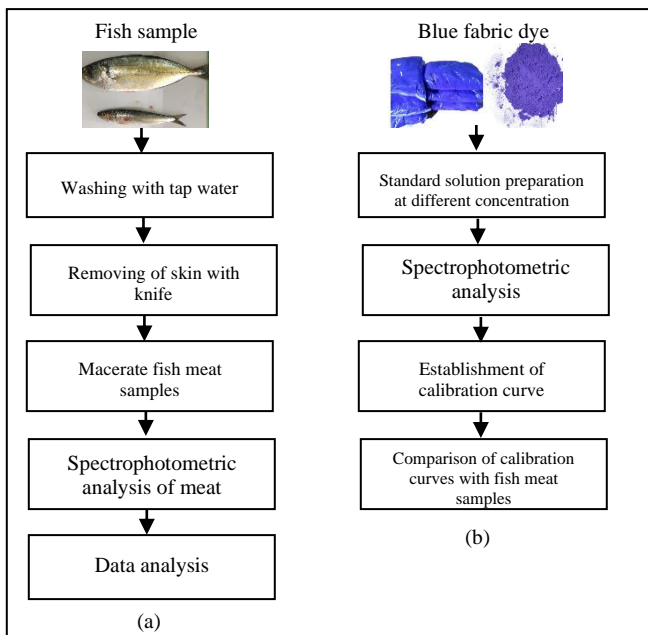 Fish sample
Washing with tap water
Removing of skin with
knife
Macerate fish meat
samples
Spectrophotometric
analysis of meat
Data analysis
(a)
Blue fabric dye
Standard solution preparation
at different concentration
Spectrophotometric
analysis
Establishment of
calibration curve
Comparison of calibration
curves with fish meat
samples
(b)